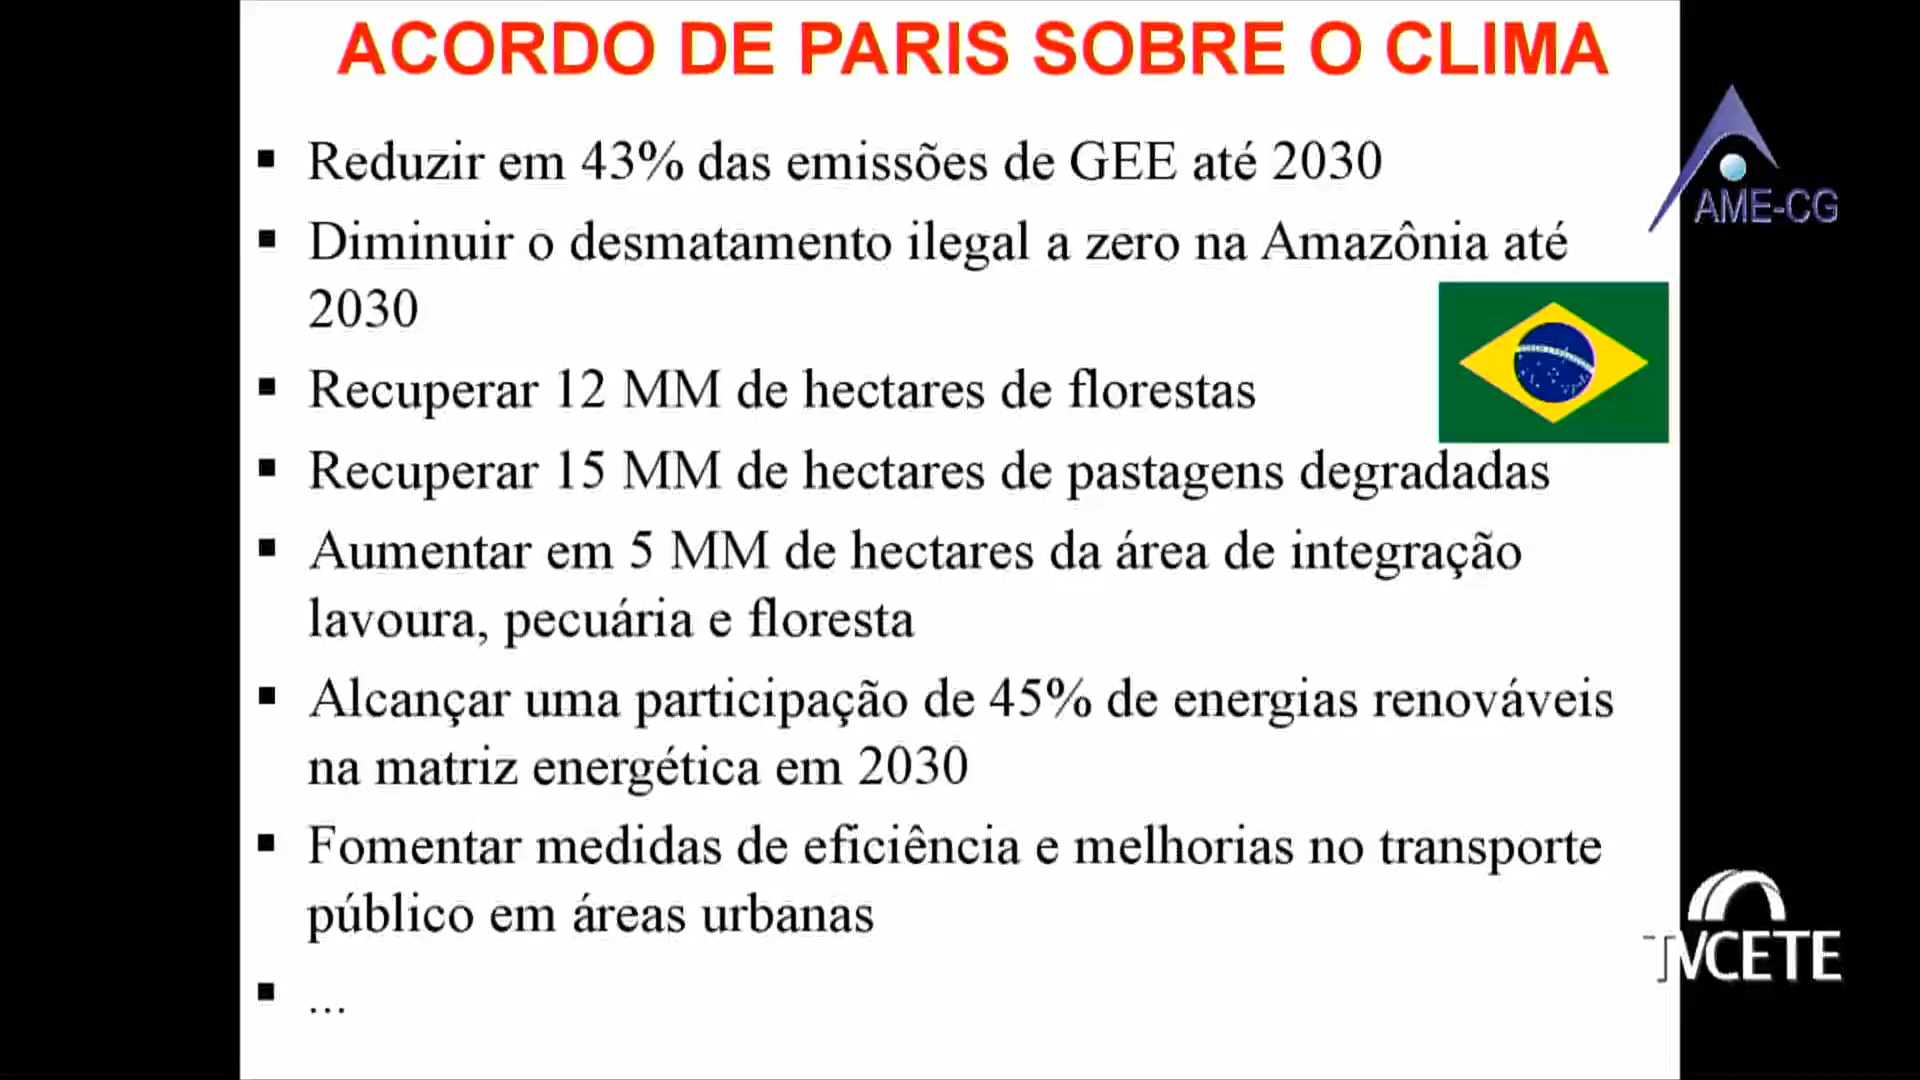 ACORDO DE PARIS SOBRE O CLIMA
▪ Reduzir em 43% das emissões de GEE até 2030
▪ Diminuir o desmatamento ilegal a zero na Amazônia até
2030
▪ Recuperar 12 MM de hectares de florestas
▪ Recuperar 15 MM de hectares de pastagens degradadas
▪ Aumentar em 5 MM de hectares da área de integração
lavoura, pecuária e floresta
▪ Alcançar uma participação de 45% de energias renováveis
na matriz energética em 2030
▪ Fomentar medidas de eficiência e melhorias no transporte
público em áreas urbanas
▪ ...
AME-CG
TVCETE